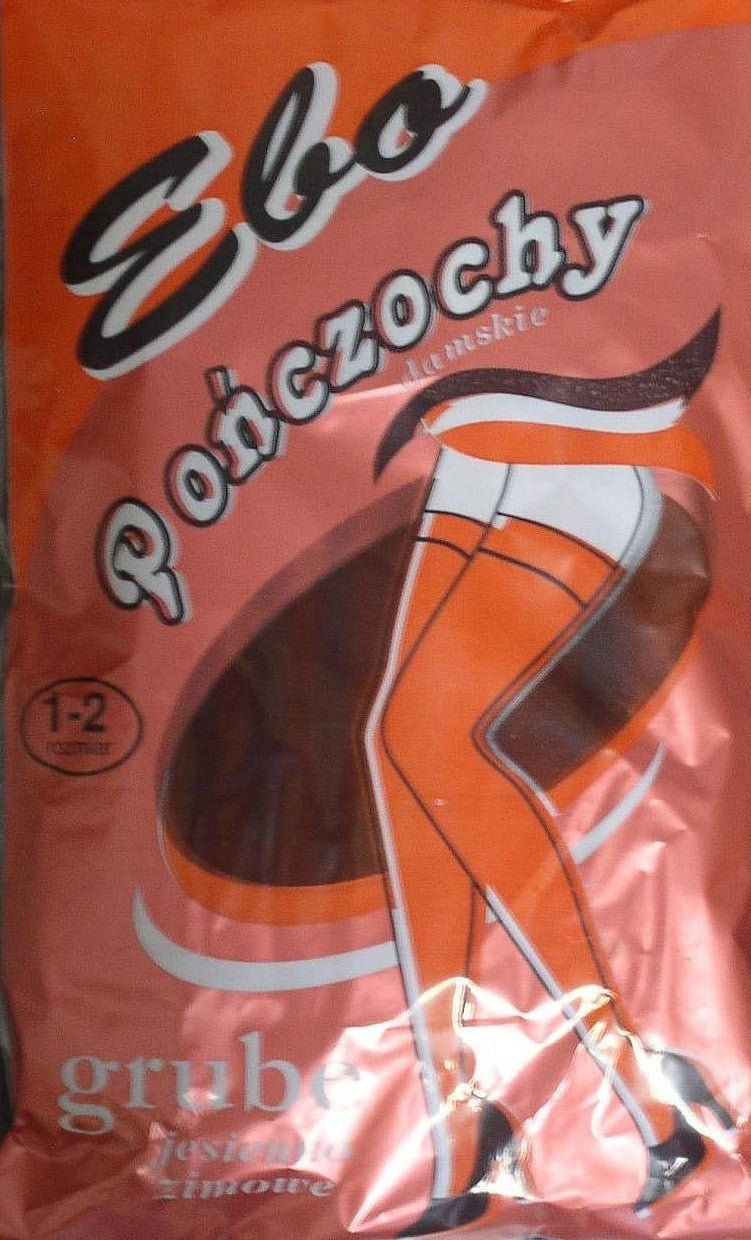 Ebo
Pończochy
damskie
1-2
rozmiar
grube
jesienno
zimowe